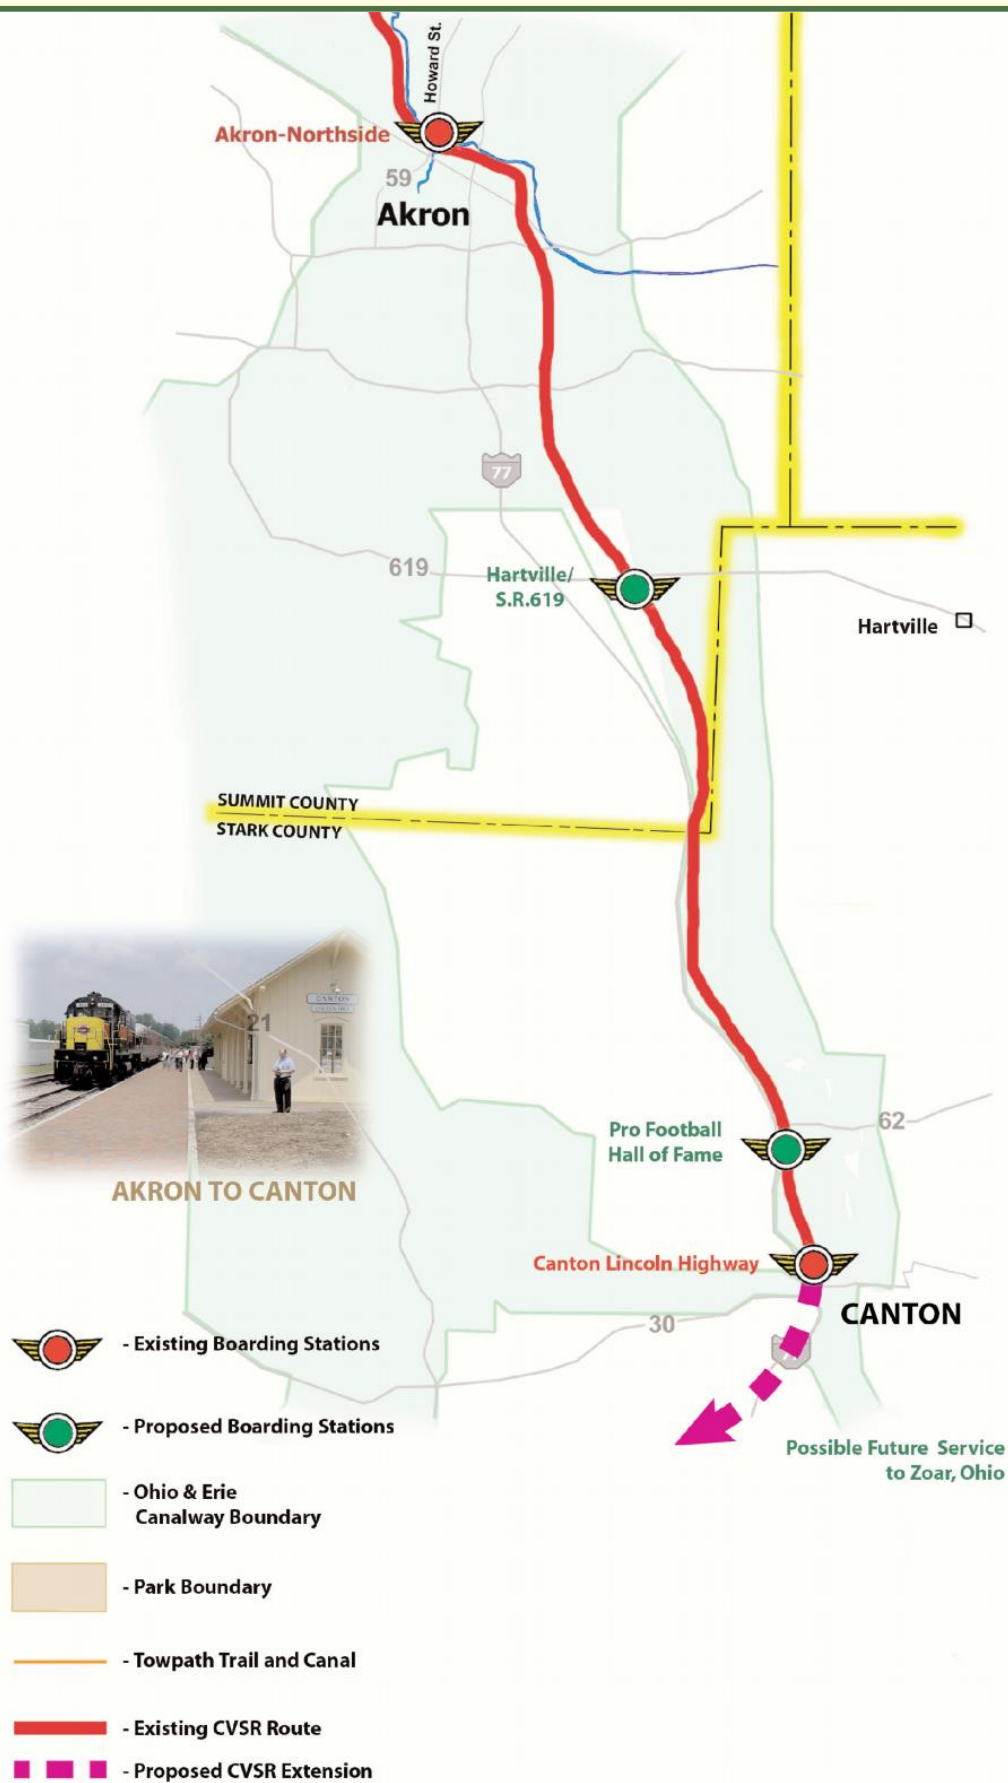 Howard St.
Akron-Northside
59
Akron
77
619
Hartville/
S.R.619
Hartville
SUMMIT COUNTY
STARK COUNTY
CANTON
21
62
Pro Football
Hall of Fame
AKRON TO CANTON
Canton Lincoln Highway
CANTON
30
- Existing Boarding Stations
- Proposed Boarding Stations
Possible Future Service
to Zoar, Ohio
- Ohio & Erie
Canalway Boundary
- Park Boundary
- Towpath Trail and Canal
- Existing CVSR Route
- Proposed CVSR Extension